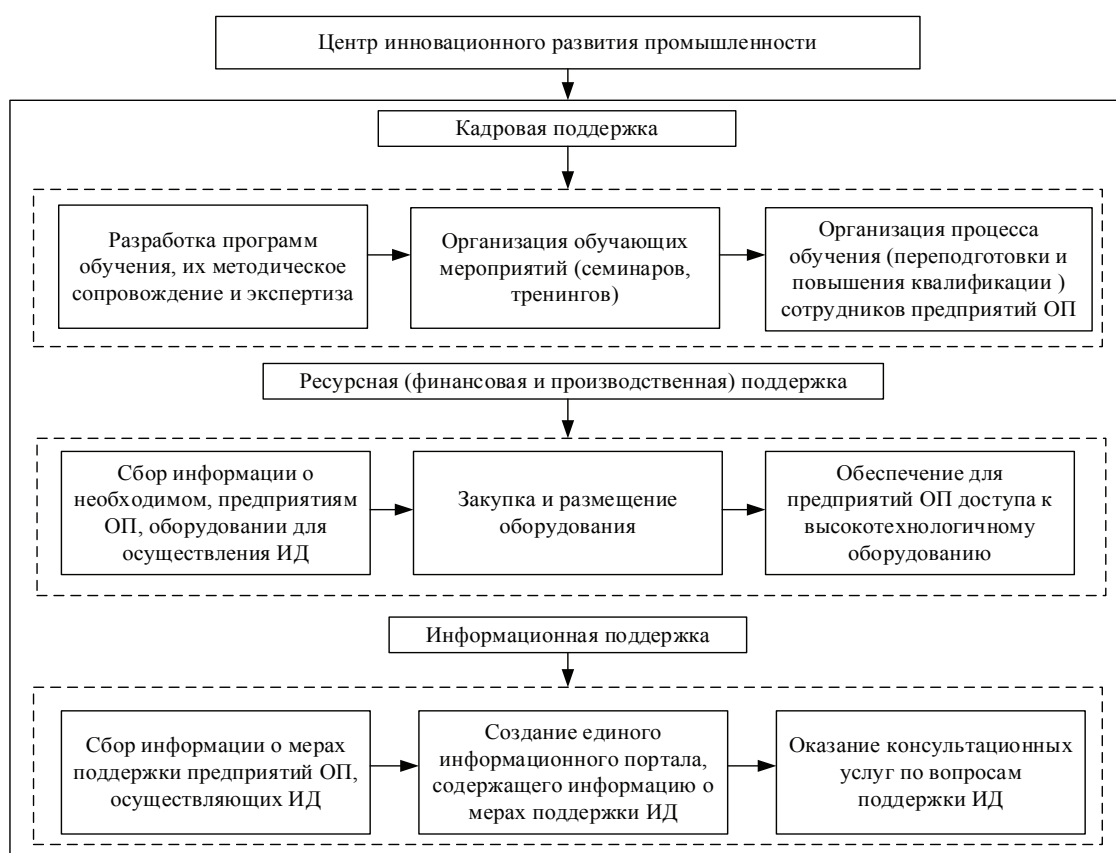 Центр инновационного развития промышленности
Кадровая поддержка
Разработка программ
обучения, их методическое
сопровождение и экспертиза
Организация обучающих
мероприятий (семинаров,
тренингов)
Организация процесса
обучения (переподготовки и
повышения квалификации )
сотрудников предприятий ОП
Ресурсная (финансовая и производственная) поддержка
Сбор информации о
необходимом, предприятиям
ОП, оборудовании для
осуществления ИД
Закупка и размещение
оборудования
Обеспечение для
предприятий ОП доступа к
высокотехнологичному
оборудованию
Информационная поддержка
Сбор информации о мерах
поддержки предприятий ОП,
осуществляющих ИД
Создание единого
информационного портала,
содержащего информацию о
мерах поддержки ИД
Оказание консультационных
услуг по вопросам
поддержки ИД